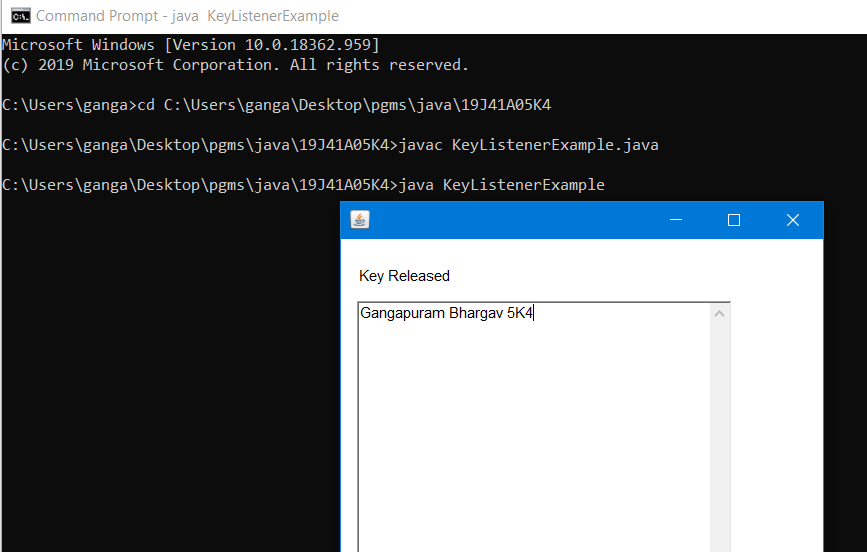 Command Prompt - java  KeyListenerExample
Microsoft Windows [Version 10.0.18362.959]
(c) 2019 Microsoft Corporation. All rights reserved.
C:\Users\ganga>cd C:\Users\ganga\Desktop\pgms\java\19J41A05K4
C:\Users\ganga\Desktop\pgms\java\19J41A05K4>javac KeyListenerExample.java
C:\Users\ganga\Desktop\pgms\java\19J41A05K4>java KeyListenerExample
Key Released
Gangapuram Bhargav 5K4